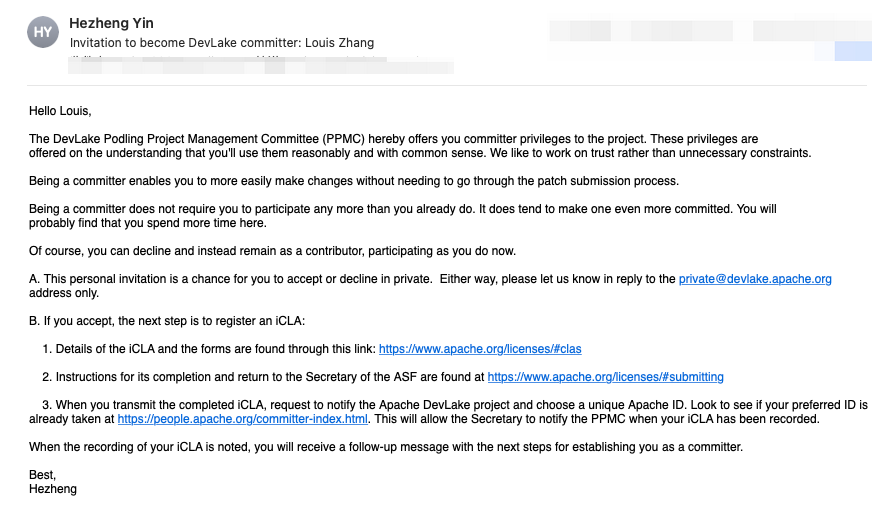 HY
Hezheng Yin
Invitation to become DevLake committer: Louis Zhang
Hello Louis,
The DevLake Podling Project Management Committee (PPMC) hereby offers you committer privileges to the project. These privileges are
offered on the understanding that you'll use them reasonably and with common sense. We like to work on trust rather than unnecessary constraints.
Being a committer enables you to more easily make changes without needing to go through the patch submission process.
Being a committer does not require you to participate any more than you already do. It does tend to make one even more committed. You will
probably find that you spend more time here.
Of course, you can decline and instead remain as a contributor, participating as you do now.
A. This personal invitation is a chance for you to accept or decline in private.  Either way, please let us know in reply to the private@devlake.apache.org
address only.
B. If you accept, the next step is to register an iCLA:
1. Details of the iCLA and the forms are found through this link: https://www.apache.org/licenses/#clas
2. Instructions for its completion and return to the Secretary of the ASF are found at https://www.apache.org/licenses/#submitting
3. When you transmit the completed iCLA, request to notify the Apache DevLake project and choose a unique Apache ID. Look to see if your preferred ID is
already taken at https://people.apache.org/committer-index.html. This will allow the Secretary to notify the PPMC when your iCLA has been recorded.
When the recording of your iCLA is noted, you will receive a follow-up message with the next steps for establishing you as a committer.
Best,
Hezheng